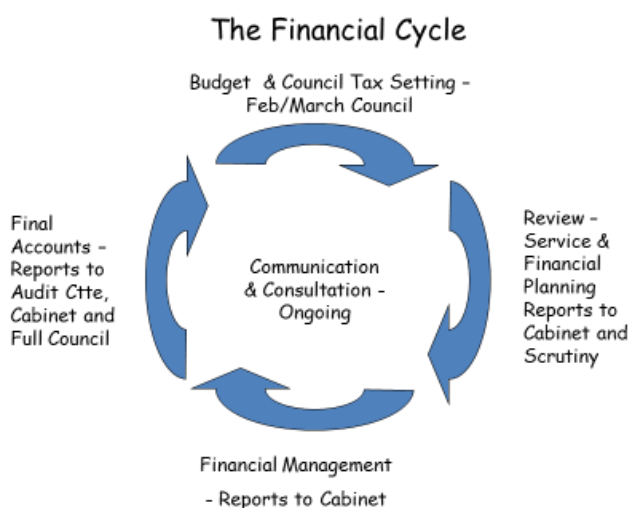 The Financial Cycle
Budget & Council Tax Setting –
Feb/March Council
Review –
Service &
Financial
Planning
Reports to
Cabinet and
Scrutiny
Financial Management
- Reports to Cabinet
Final
Accounts –
Reports to
Audit Ctte,
Cabinet and
Full Council
Communication
& Consultation –
Ongoing